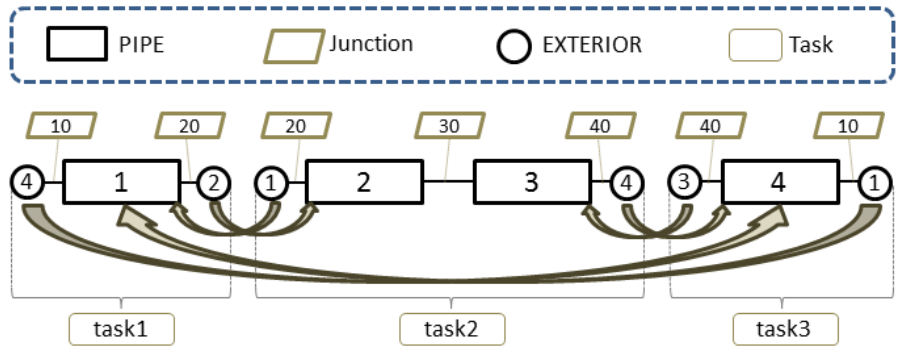 PIPE Junction EXTERIOR Task
10 20 20 30 40 40 10
4 1 2 1 2 3 4 3 4 1
task1 task2 task3